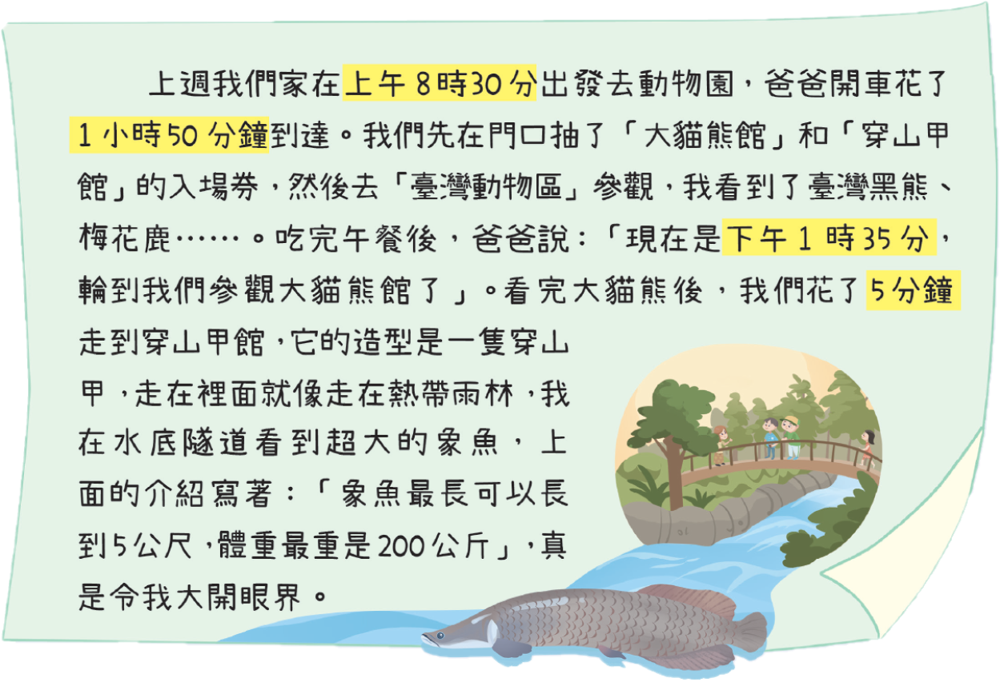 上週我們家在上午8時30分出發去動物園，爸爸開車花了
1小時50分鐘到達。我們先在門口抽了「大貓熊館」和「穿山甲
館」的入場券，然後去「臺灣動物區」參觀，我看到了臺灣黑熊、
梅花鹿……。吃完午餐後，爸爸說：「現在是下午1時35分，
輪到我們參觀大貓熊館了」。看完大貓熊後，我們花了5分鐘
走到穿山甲館，它的造型是一隻穿山
甲，走在裡面就像走在熱帶雨林，我
在水底隧道看到超大的象魚，上
面的介紹寫著：「象魚最長可以長
到5公尺，體重最重是200公斤」，真
是令我大開眼界。